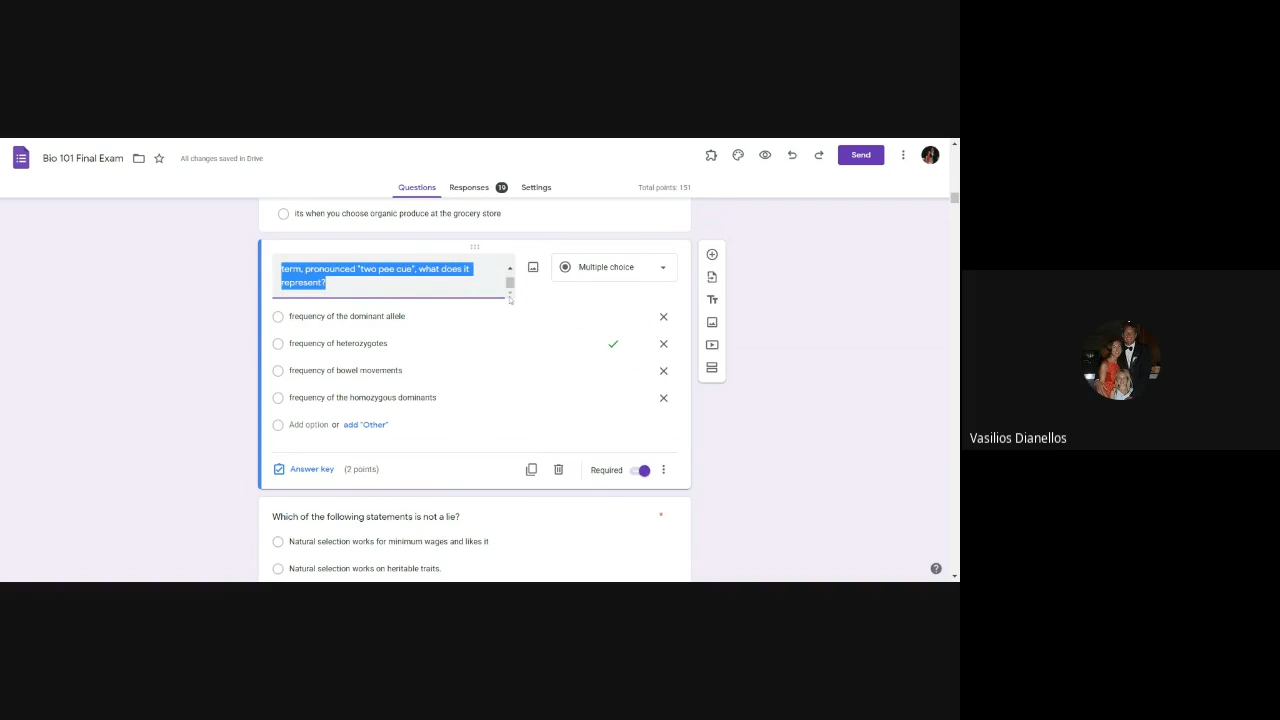 Bio 101 Final Exam
All changes saved in Drive
Send
Questions
Responses 19
Settings
Total points: 151
its when you choose organic produce at the grocery store
term, pronounced "two pee cue", what does it
represent?
Multiple choice
frequency of the dominant allele
frequency of heterozygotes
frequency of bowel movements
frequency of the homozygous dominants
Add option or add "Other"
Answer key (2 points)
Required
Which of the following statements is not a lie? *
Natural selection works for minimum wages and likes it
Natural selection works on heritable traits.
Vasilios Dianellos